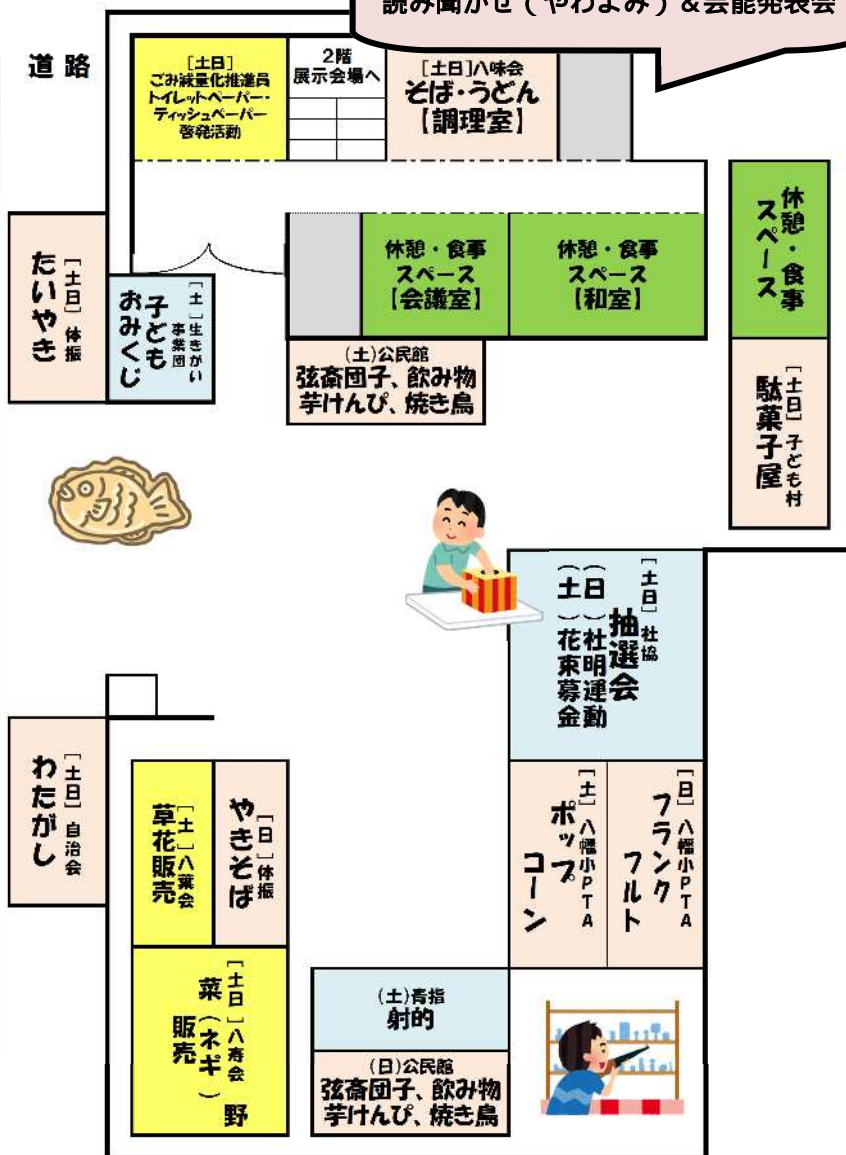 読み聞かせ(やわよみ)&芸能発表会
道路
[土日]
ごみ減量化推進員
トイレットペーパー・
ティッシュペーパー
啓発活動
2階
展示会場へ
[土日]八味会
そば・うどん
【調理室】
休憩・食事
スペース
[土日]体振
たいやき
[土]生きがい
事業団
子ども
おみくじ
休憩・食事
スペース
【会議室】
休憩・食事
スペース
【和室】
(土)公民館
弦斎団子、飲み物
芋けんぴ、焼き鳥
[土日]子ども村
駄菓子屋
[土日]社協
抽選会
(日)社明運動
(土)花束募金
[土日]自治会
わたがし
[土]八葉会
草花販売
[日]体振
やきそば
[土]八幡小PTA
ポップ
コーン
[日]八幡小PTA
フランク
フルト
[土日]八寿会 野
菜(ネギ)
販売
(土)青指
射的
(日)公民館
弦斎団子、飲み物
芋けんぴ、焼き鳥